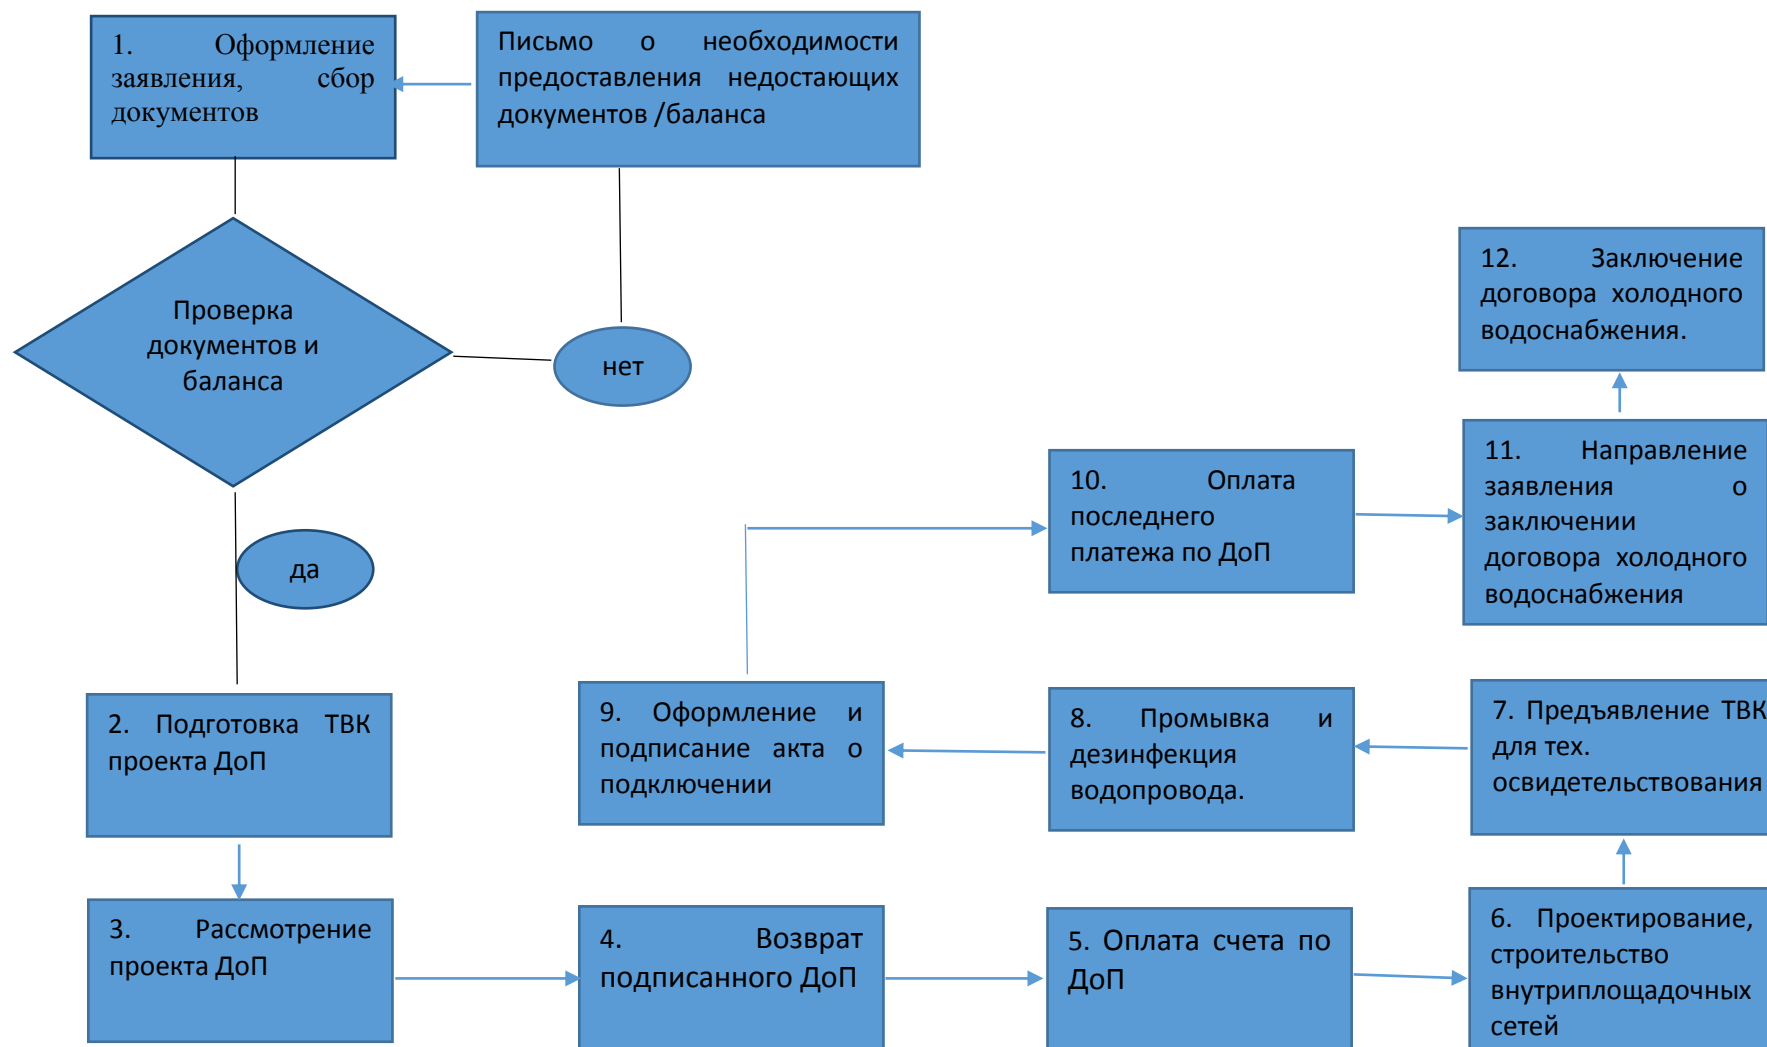 1. Оформление
заявления, сбор
документов
Письмо о необходимости
предоставления недостающих
документов /баланса
Проверка
документов и
баланса
нет
да
12. Заключение
договора холодного
водоснабжения.
10. Оплата
последнего
платежа по ДоП
11. Направление
заявления о
заключении
договора холодного
водоснабжения
2. Подготовка ТВК
проекта ДоП
9. Оформление и
подписание акта о
подключении
8. Промывка и
дезинфекция
водопровода.
7. Предъявление ТВК
для тех.
освидетельствования
3. Рассмотрение
проекта ДоП
4. Возврат
подписанного ДоП
5. Оплата счета по
ДоП
6. Проектирование,
строительство
внутриплощадочных
сетей